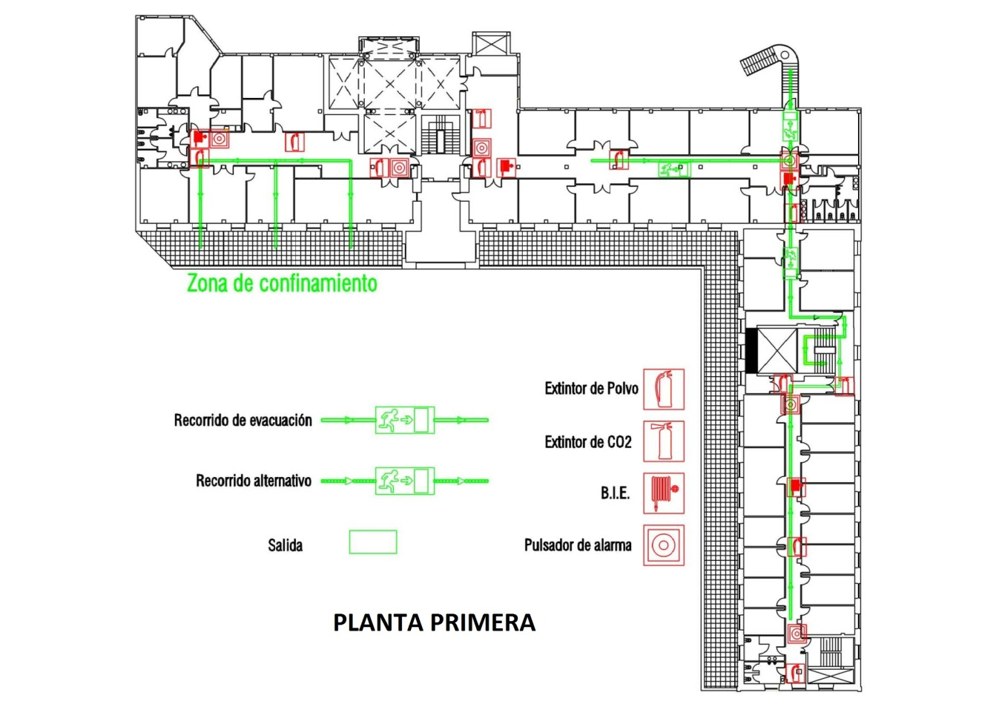 Zona de confinamiento
Extintor de Polvo
Recorrido de evacuación
Extintor de CO2
Recorrido alternativo
B.I.E.
Salida
Pulsador de alarma
PLANTA PRIMERA